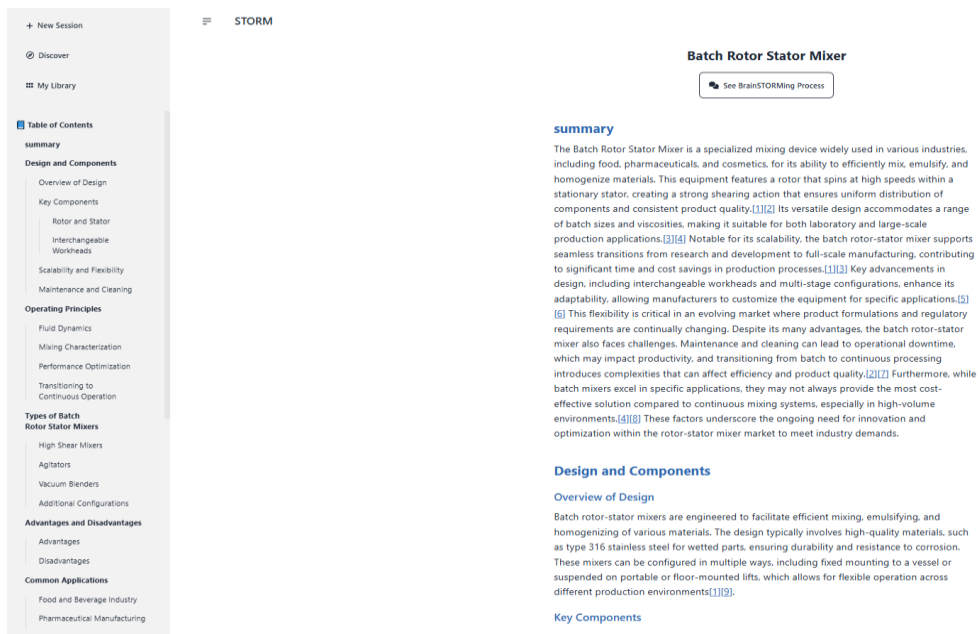 + New Session
Discover
My Library
Table of Contents
summary
Design and Components
Overview of Design
Key Components
Rotor and Stator
Interchangeable
Workheads
Scalability and Flexibility
Maintenance and Cleaning
Operating Principles
Fluid Dynamics
Mixing Characterization
Performance Optimization
Transitioning to
Continuous Operation
Types of Batch
Rotor Stator Mixers
High Shear Mixers
Agitators
Vacuum Blenders
Additional Configurations
Advantages and Disadvantages
Advantages
Disadvantages
Common Applications
Food and Beverage Industry
Pharmaceutical Manufacturing
STORM
Batch Rotor Stator Mixer
See BrainSTORMing Process
summary
The Batch Rotor Stator Mixer is a specialized mixing device widely used in various industries,
including food, pharmaceuticals, and cosmetics, for its ability to efficiently mix, emulsify, and
homogenize materials. This equipment features a rotor that spins at high speeds within a
stationary stator, creating a strong shearing action that ensures uniform distribution of
components and consistent product quality.[1][2] Its versatile design accommodates a range
of batch sizes and viscosities, making it suitable for both laboratory and large-scale
production applications.[3][4] Notable for its scalability, the batch rotor-stator mixer supports
seamless transitions from research and development to full-scale manufacturing, contributing
to significant time and cost savings in production processes.[1][3] Key advancements in
design, including interchangeable workheads and multi-stage configurations, enhance its
adaptability, allowing manufacturers to customize the equipment for specific applications.[5]
[6] This flexibility is critical in an evolving market where product formulations and regulatory
requirements are continually changing. Despite its many advantages, the batch rotor-stator
mixer also faces challenges. Maintenance and cleaning can lead to operational downtime,
which may impact productivity, and transitioning from batch to continuous processing
introduces complexities that can affect efficiency and product quality.[2][7] Furthermore, while
batch mixers excel in specific applications, they may not always provide the most cost-
effective solution compared to continuous mixing systems, especially in high-volume
environments.[4][8] These factors underscore the ongoing need for innovation and
optimization within the rotor-stator mixer market to meet industry demands.
Design and Components
Overview of Design
Batch rotor-stator mixers are engineered to facilitate efficient mixing, emulsifying, and
homogenizing of various materials. The design typically involves high-quality materials, such
as type 316 stainless steel for wetted parts, ensuring durability and resistance to corrosion.
These mixers can be configured in multiple ways, including fixed mounting to a vessel or
suspended on portable or floor-mounted lifts, which allows for flexible operation across
different production environments[1][9].
Key Components